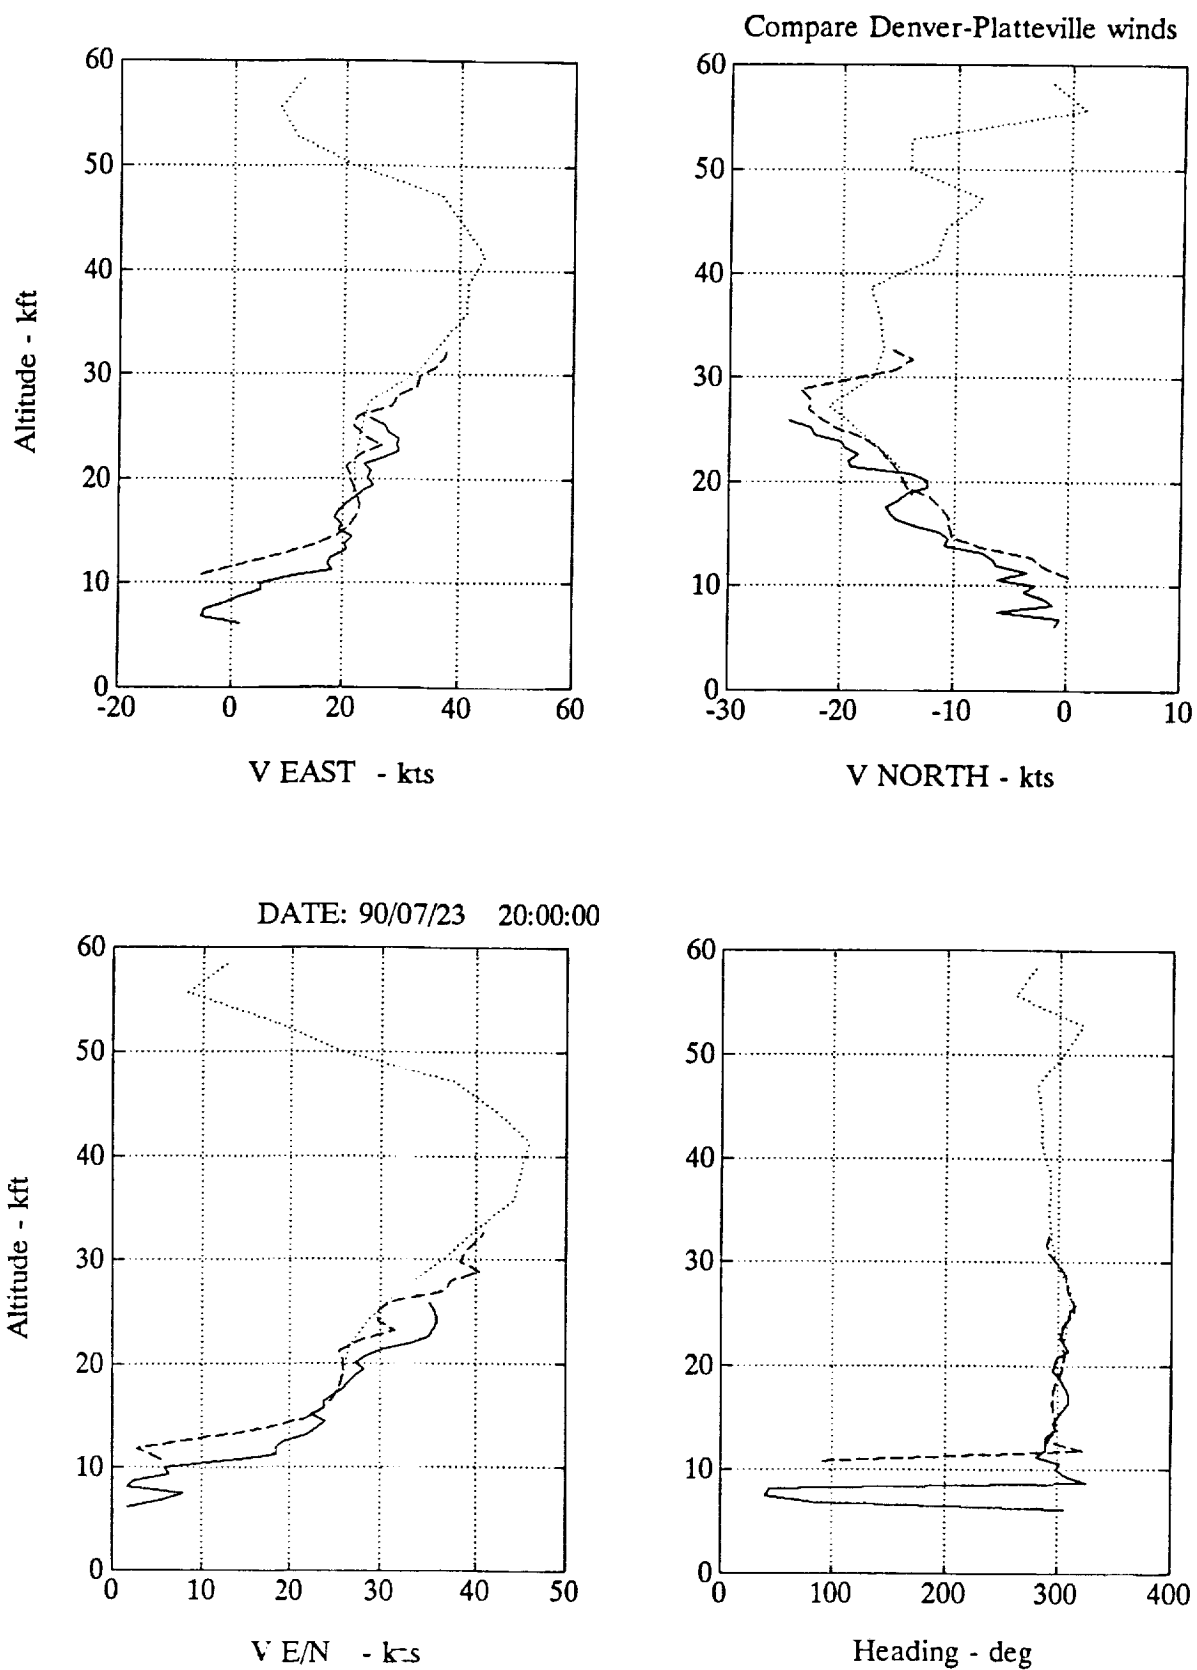 Compare Denver-Platteville winds
60
50
40
30
20
10
0
-20 0 20 40 60
Altitude - kft
V EAST - kts
60
50
40
30
20
10
0
-30 -20 -10 0 10
V NORTH - kts
DATE: 90/07/23 20:00:00
60
50
40
30
20
10
0
0 10 20 30 40 50
Altitude - kft
V E/N - kts
60
50
40
30
20
10
0
0 100 200 300 400
Heading - deg